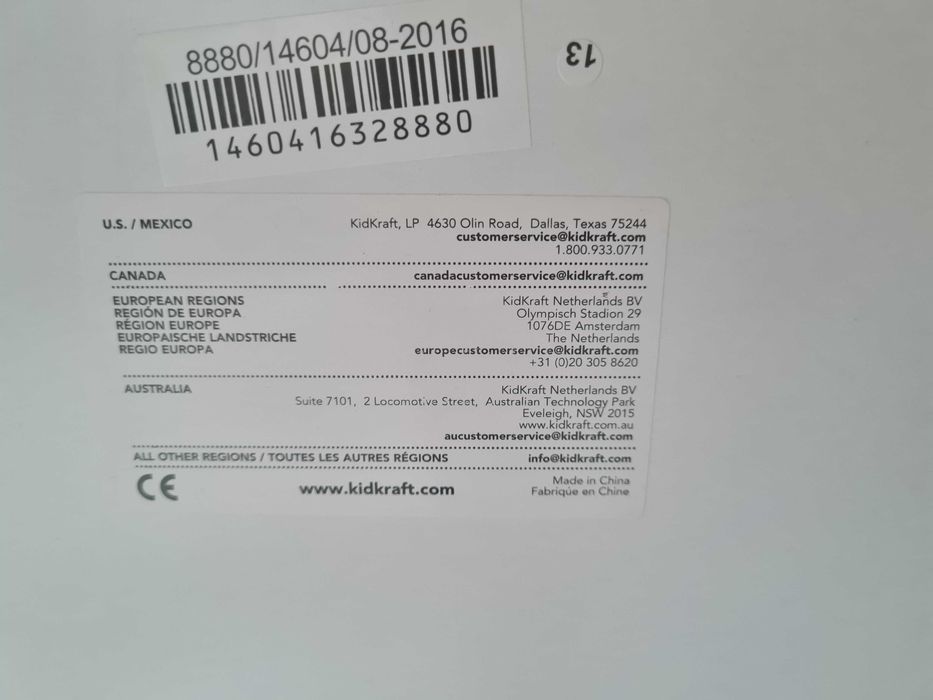 8880/14604/08-2016
1460416328880
13
U.S. / MEXICO
KidKraft, LP 4630 Olin Road, Dallas, Texas 75244
customerservice@kidkraft.com
1.800.933.0771
CANADA
canadacustomerservice@kidkraft.com
EUROPEAN REGIONS
REGIÓN DE EUROPA
RÉGION EUROPE
EUROPAISCHE LANDSTRICHE
REGIO EUROPA
KidKraft Netherlands BV
Olympisch Stadion 29
1076DE Amsterdam
The Netherlands
europecustomerservice@kidkraft.com
+31 (0)20 305 8620
AUSTRALIA
KidKraft Netherlands BV
Suite 7101, 2 Locomotive Street, Australian Technology Park
Eveleigh, NSW 2015
www.kidkraft.com.au
aucustomerservice@kidkraft.com
ALL OTHER REGIONS / TOUTES LES AUTRES RÉGIONS
info@kidkraft.com
CE
www.kidkraft.com
Made in China
Fabriqúe en Chine